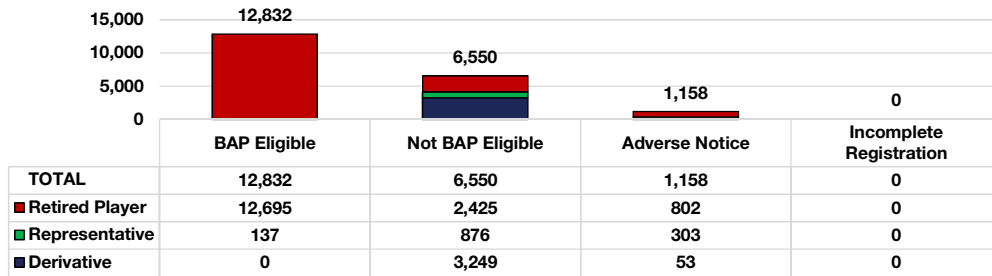 15,000
10,000
5,000
0
12,832
6,550
1,158
0
BAP Eligible Not BAP Eligible Adverse Notice Incomplete Registration
TOTAL 12,832 6,550 1,158 0
Retired Player 12,695 2,425 802 0
Representative 137 876 303 0
Derivative 0 3,249 53 0